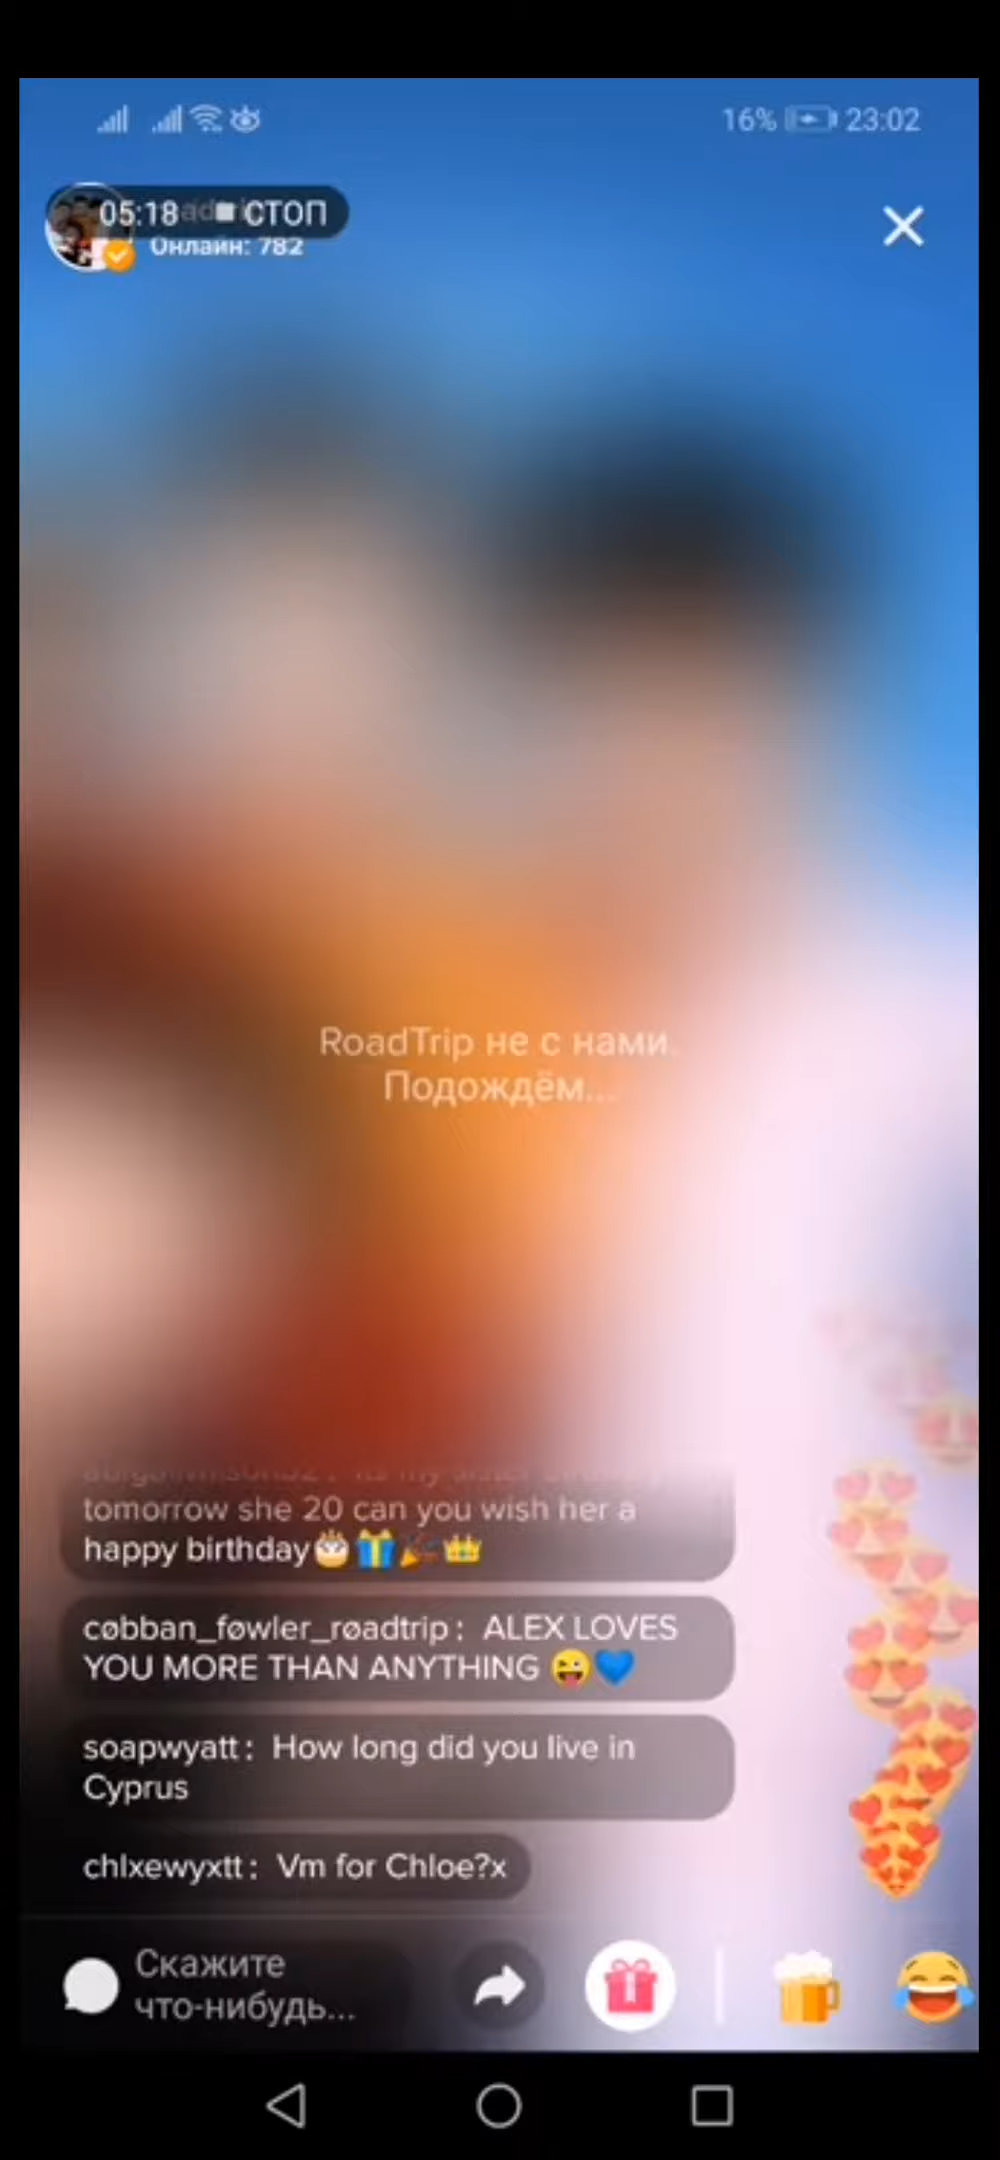 16% 23:02
05:18 СТОП
Онлайн: 782
RoadTrip не с нами.
Подождём...
tomorrow she 20 can you wish her a
happy birthday🎂🎁🎉👑
cøbban_føwler_røadtrip: ALEX LOVES
YOU MORE THAN ANYTHING 😜💙
soapwyatt: How long did you live in
Cyprus
chlxewyxtt: Vm for Chloe?x
Скажите
что-нибудь...